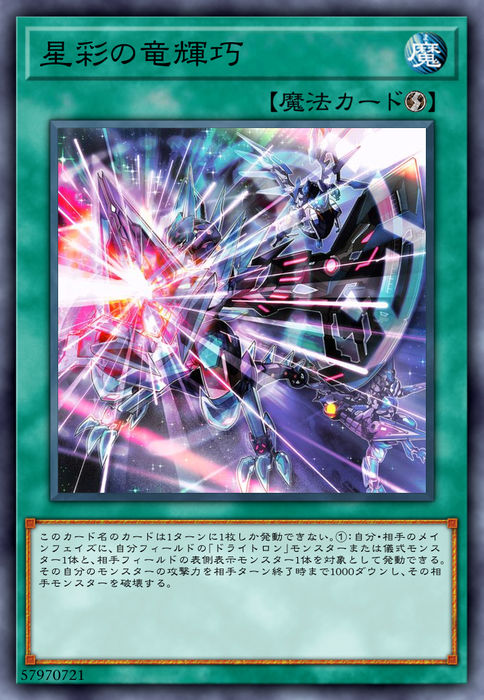 星彩の竜輝巧
魔
【魔法カード】
このカード名のカードは1ターンに1枚しか発動できない。①:自分・相手のメ
インフェイズに、自分フィールドの「ドライトロン」モンスターまたは儀式モンス
ター1体と、相手フィールドの表側表示モンスター1体を対象として発動できる。
その自分のモンスターの攻撃力を相手ターン終了時まで1000ダウンし、その相
手モンスターを破壊する。
57970721